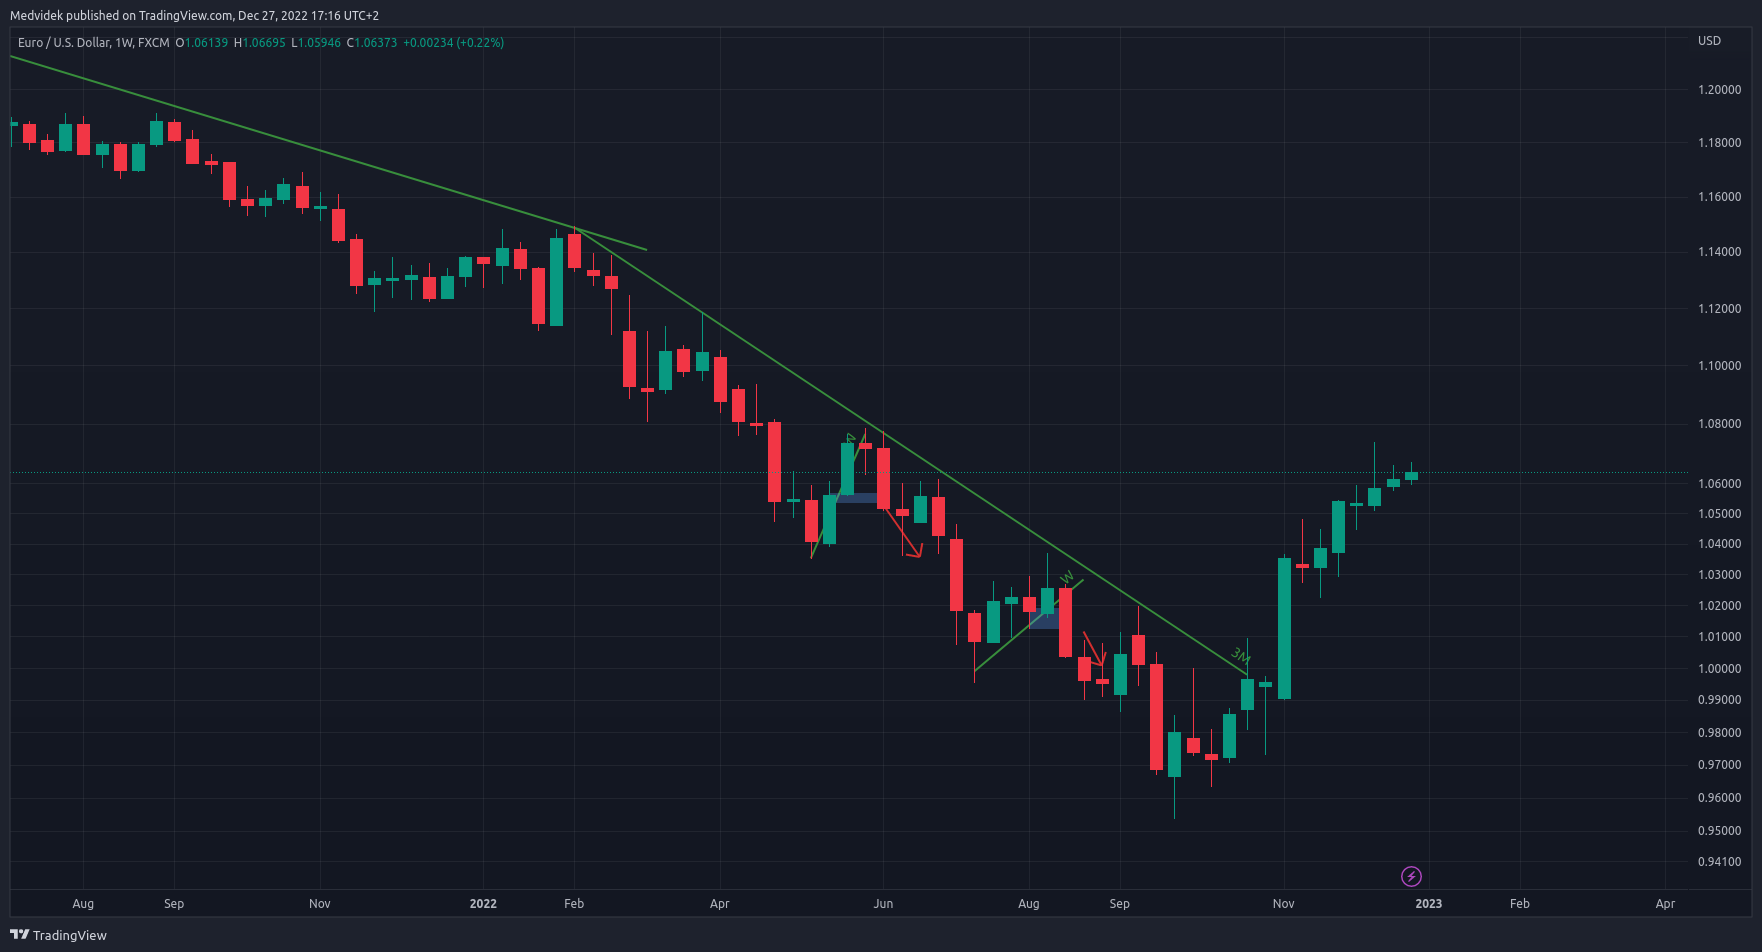 Medvidek published on TradingView.com, Dec 27, 2022 17:16 UTC+2
Euro / U.S. Dollar, 1W, FXCM O1.06139 H1.06695 L1.05946 C1.06373 +0.00234 (+0.22%)
USD
1.20000
1.18000
1.16000
1.14000
1.12000
1.10000
1.08000
1.06000
1.05000
1.04000
W
1.03000
1.02000
1.01000
3M
1.00000
0.99000
0.98000
0.97000
0.96000
0.95000
0.94100
Aug Sep Nov 2022 Feb Apr Jun Aug Sep Nov 2023 Feb Apr
TradingView